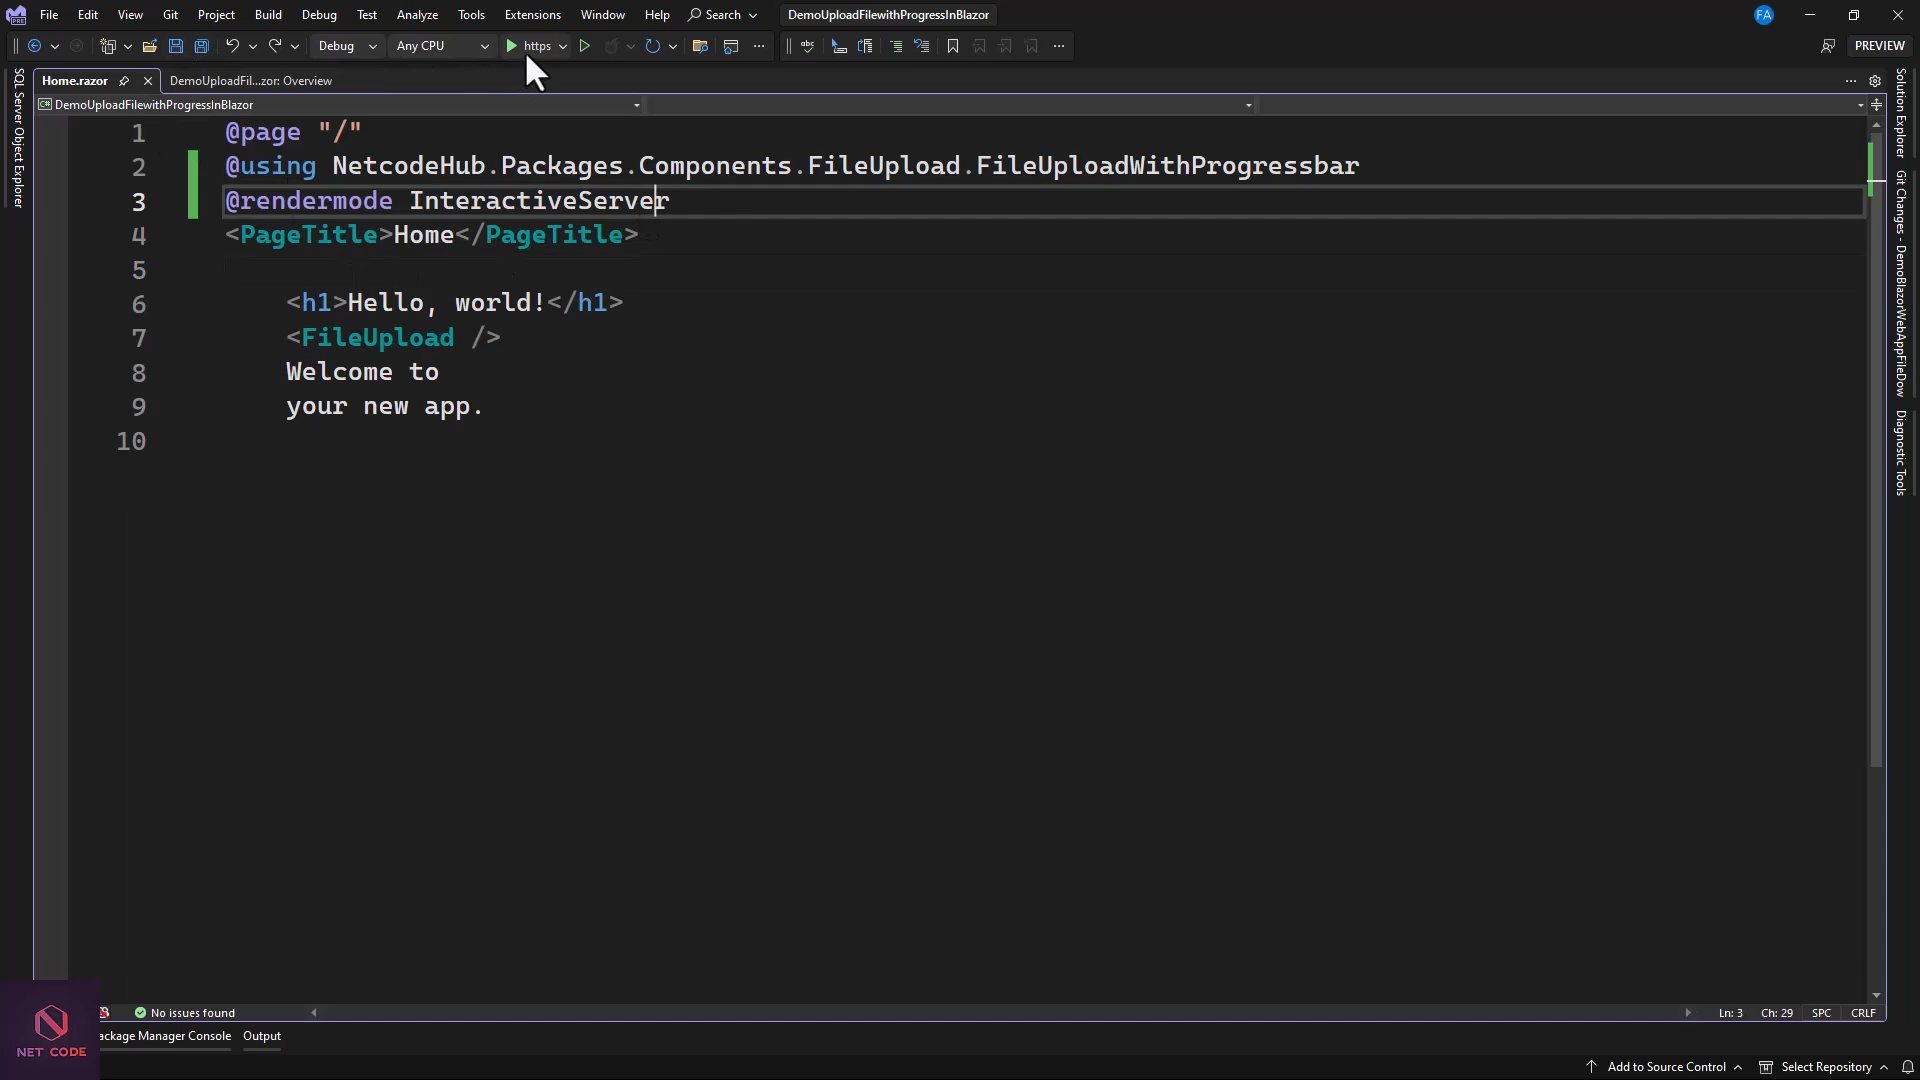 File Edit View Git Project Build Debug Test Analyze Tools Extensions Window Help Search DemoUploadFilewithProgressInBlazor FA
Debug Any CPU https PREVIEW
Home.razor DemoUploadFil...zor: Overview
DemoUploadFilewithProgressInBlazor
SQL Server Object Explorer
1 @page "/"
2 @using NetcodeHub.Packages.Components.FileUpload.FileUploadWithProgressbar
3 @rendermode InteractiveServer
4 <PageTitle>Home</PageTitle>
5
6 <h1>Hello, world!</h1>
7 <FileUpload />
8 Welcome to
9 your new app.
10
Solution Explorer
Git Changes - DemoBlazorWebAppFileDow
Diagnostic Tools
No issues found Ln: 3 Ch: 29 SPC CRLF
ackage Manager Console Output
NET CODE
Add to Source Control Select Repository